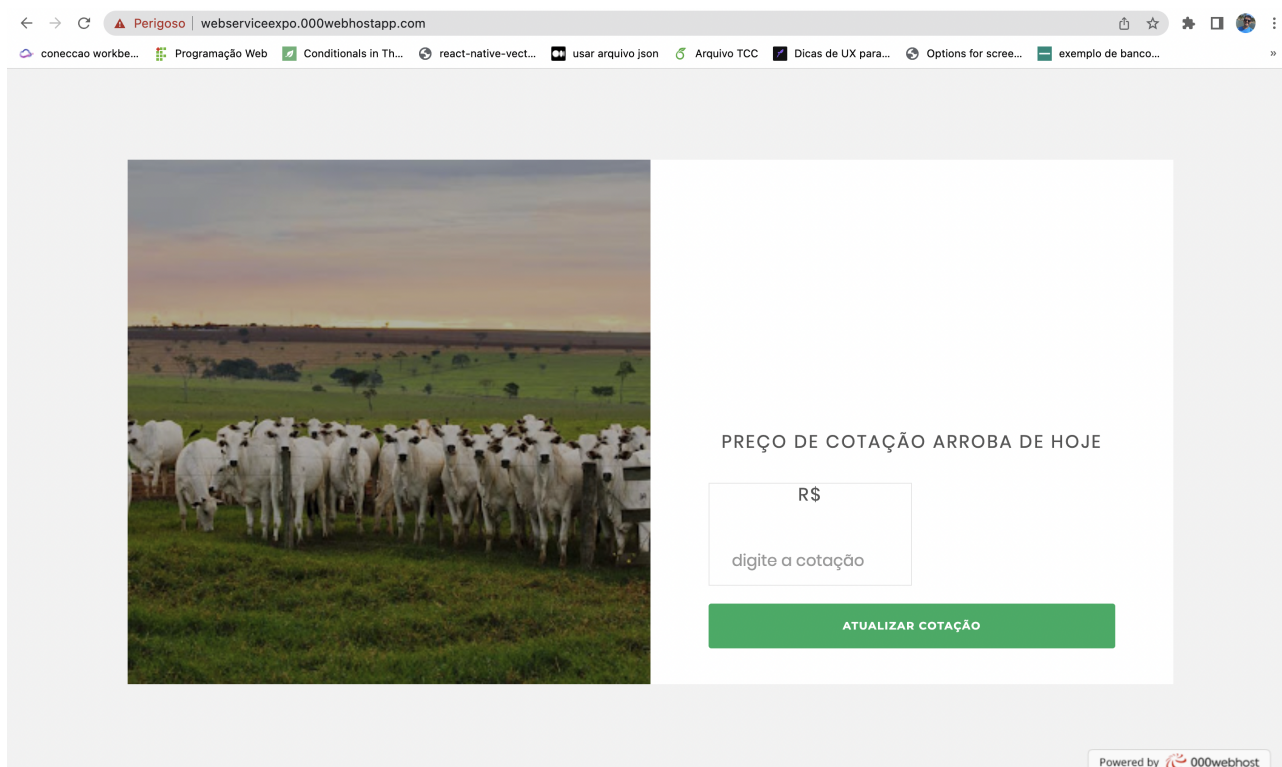 Perigoso webserviceexpo.000webhostapp.com
coneccao workbe... Programação Web Conditionals in Th... react-native-vect... usar arquivo json Arquivo TCC Dicas de UX para... Options for scree... exemplo de banco... »
PREÇO DE COTAÇÃO ARROBA DE HOJE
R$
digite a cotação
ATUALIZAR COTAÇÃO
Powered by 000webhost